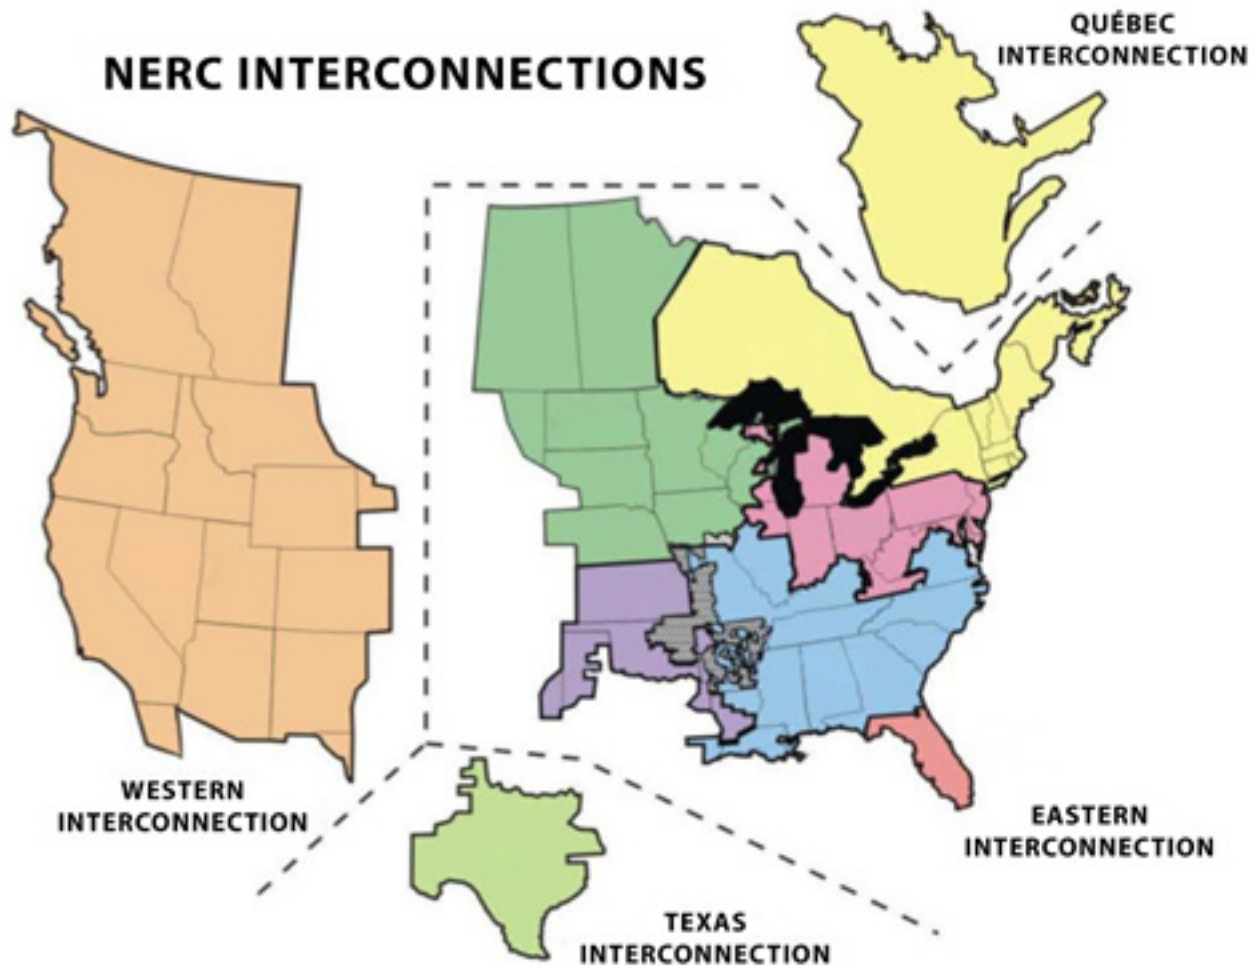 NERC INTERCONNECTIONS
QUÉBEC
INTERCONNECTION
WESTERN
INTERCONNECTION
EASTERN
INTERCONNECTION
TEXAS
INTERCONNECTION